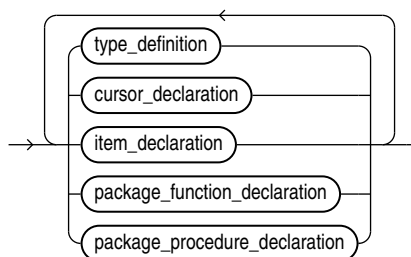 type_definition
cursor_declaration
item_declaration
package_function_declaration
package_procedure_declaration